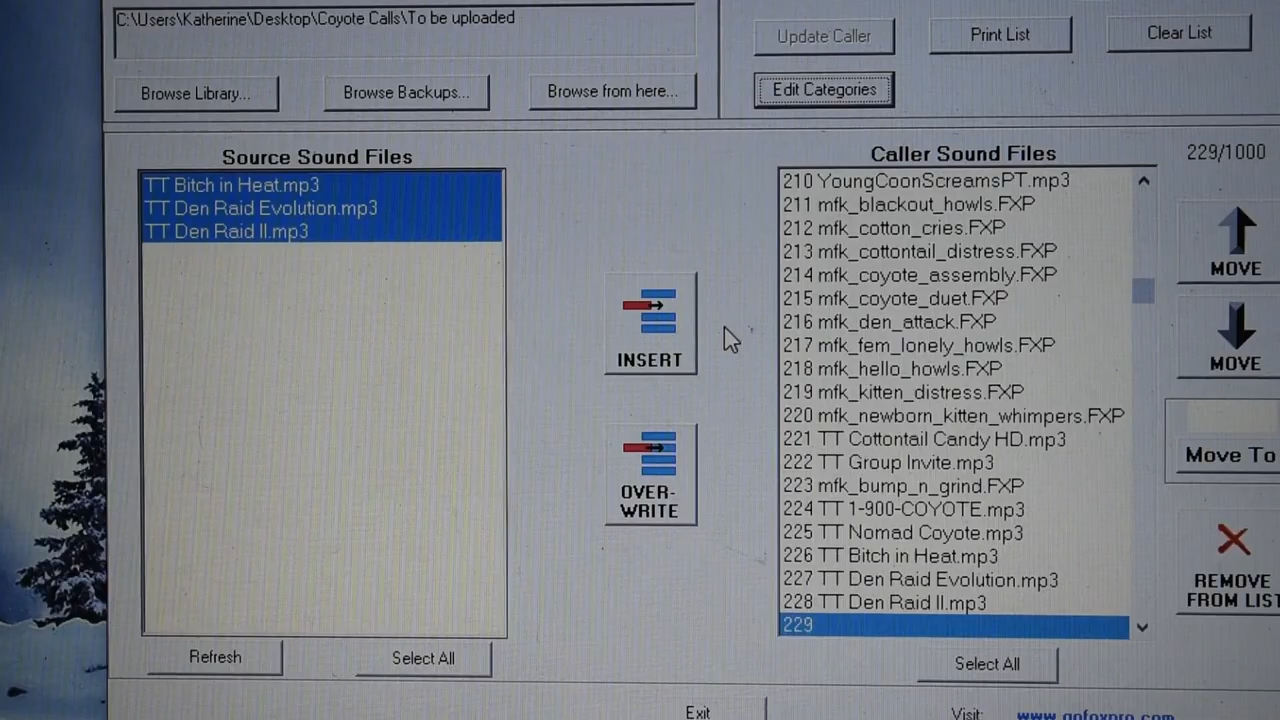 C:\Users\Katherine\Desktop\Coyote Calls\To be uploaded
Browse Library...
Browse Backups...
Browse from here...
Update Caller
Print List
Clear List
Edit Categories
Source Sound Files
TT Bitch in Heat.mp3
TT Den Raid Evolution.mp3
TT Den Raid II.mp3
Refresh
Select All
INSERT
OVER-
WRITE
Caller Sound Files
229/1000
210 YoungCoonScreamsPT.mp3
211 mfk_blackout_howls.FXP
212 mfk_cotton_cries.FXP
213 mfk_cottontail_distress.FXP
214 mfk_coyote_assembly.FXP
215 mfk_coyote_duet.FXP
216 mfk_den_attack.FXP
217 mfk_fem_lonely_howls.FXP
218 mfk_hello_howls.FXP
219 mfk_kitten_distress.FXP
220 mfk_newborn_kitten_whimpers.FXP
221 TT Cottontail Candy HD.mp3
222 TT Group Invite.mp3
223 mfk_bump_n_grind.FXP
224 TT 1-900-COYOTE.mp3
225 TT Nomad Coyote.mp3
226 TT Bitch in Heat.mp3
227 TT Den Raid Evolution.mp3
228 TT Den Raid II.mp3
229
Select All
MOVE
MOVE
Move To
REMOVE
FROM LIST
Exit
Visit:
www.gofoxpro.com